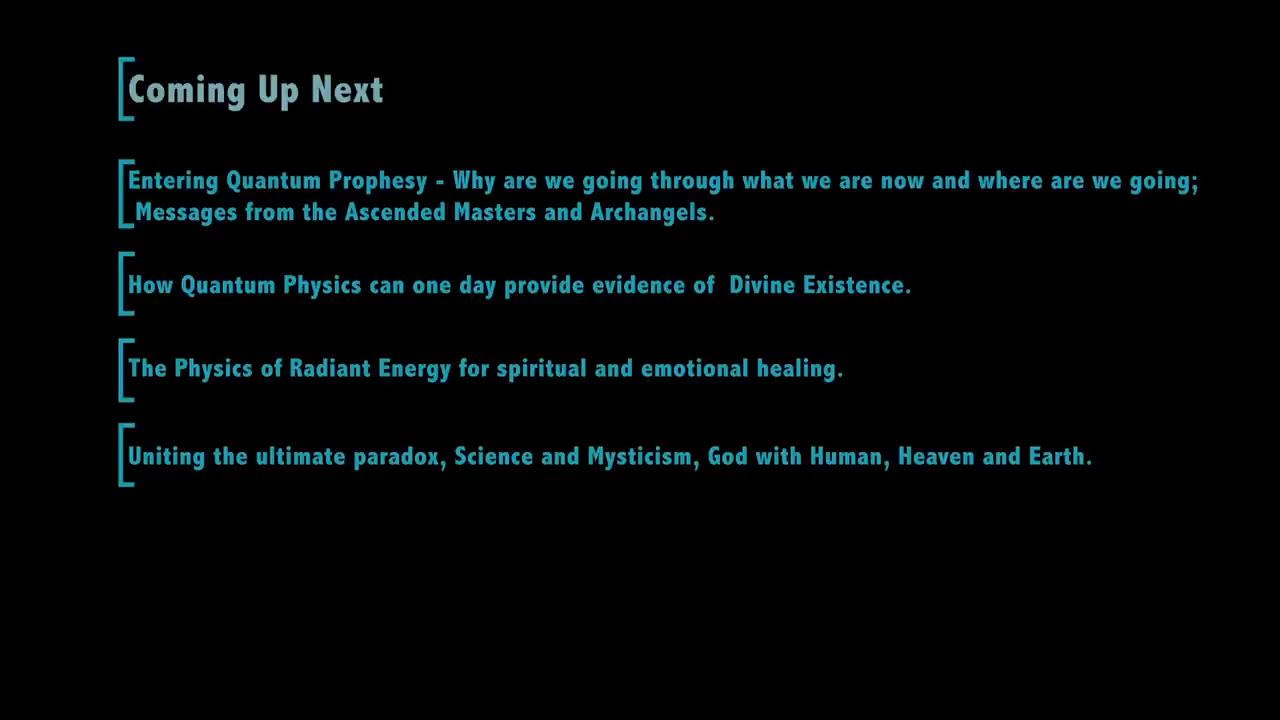 Coming Up Next
Entering Quantum Prophesy - Why are we going through what we are now and where are we going;
Messages from the Ascended Masters and Archangels.
How Quantum Physics can one day provide evidence of  Divine Existence.
The Physics of Radiant Energy for spiritual and emotional healing.
Uniting the ultimate paradox, Science and Mysticism, God with Human, Heaven and Earth.